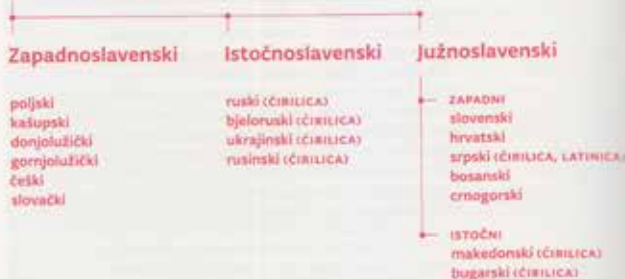 Zapadnoslavenski
poljski
kašupski
donjolužički
gornjolužički
češki
slovački
Istočnoslavenski
ruski (ĆIRILICA)
bjeloruski (ĆIRILICA)
ukrajinski (ĆIRILICA)
rusinski (ĆIRILICA)
Južnoslavenski
ZAPADNI
slovenski
hrvatski
srpski (ĆIRILICA, LATINICA)
bosanski
crnogorski
ISTOČNI
makedonski (ĆIRILICA)
bugarski (ĆIRILICA)